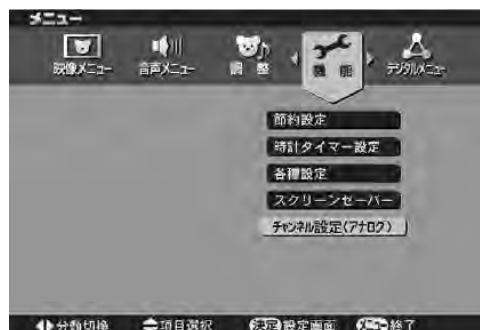 メニュー
映像メニュー 音声メニュー 調整 機能 デジタルメニュー
節約設定
時計タイマー設定
各種設定
スクリーンセーバー
チャンネル設定(アナログ)
分類切換 項目選択 決定 設定画面 メニュー 終了